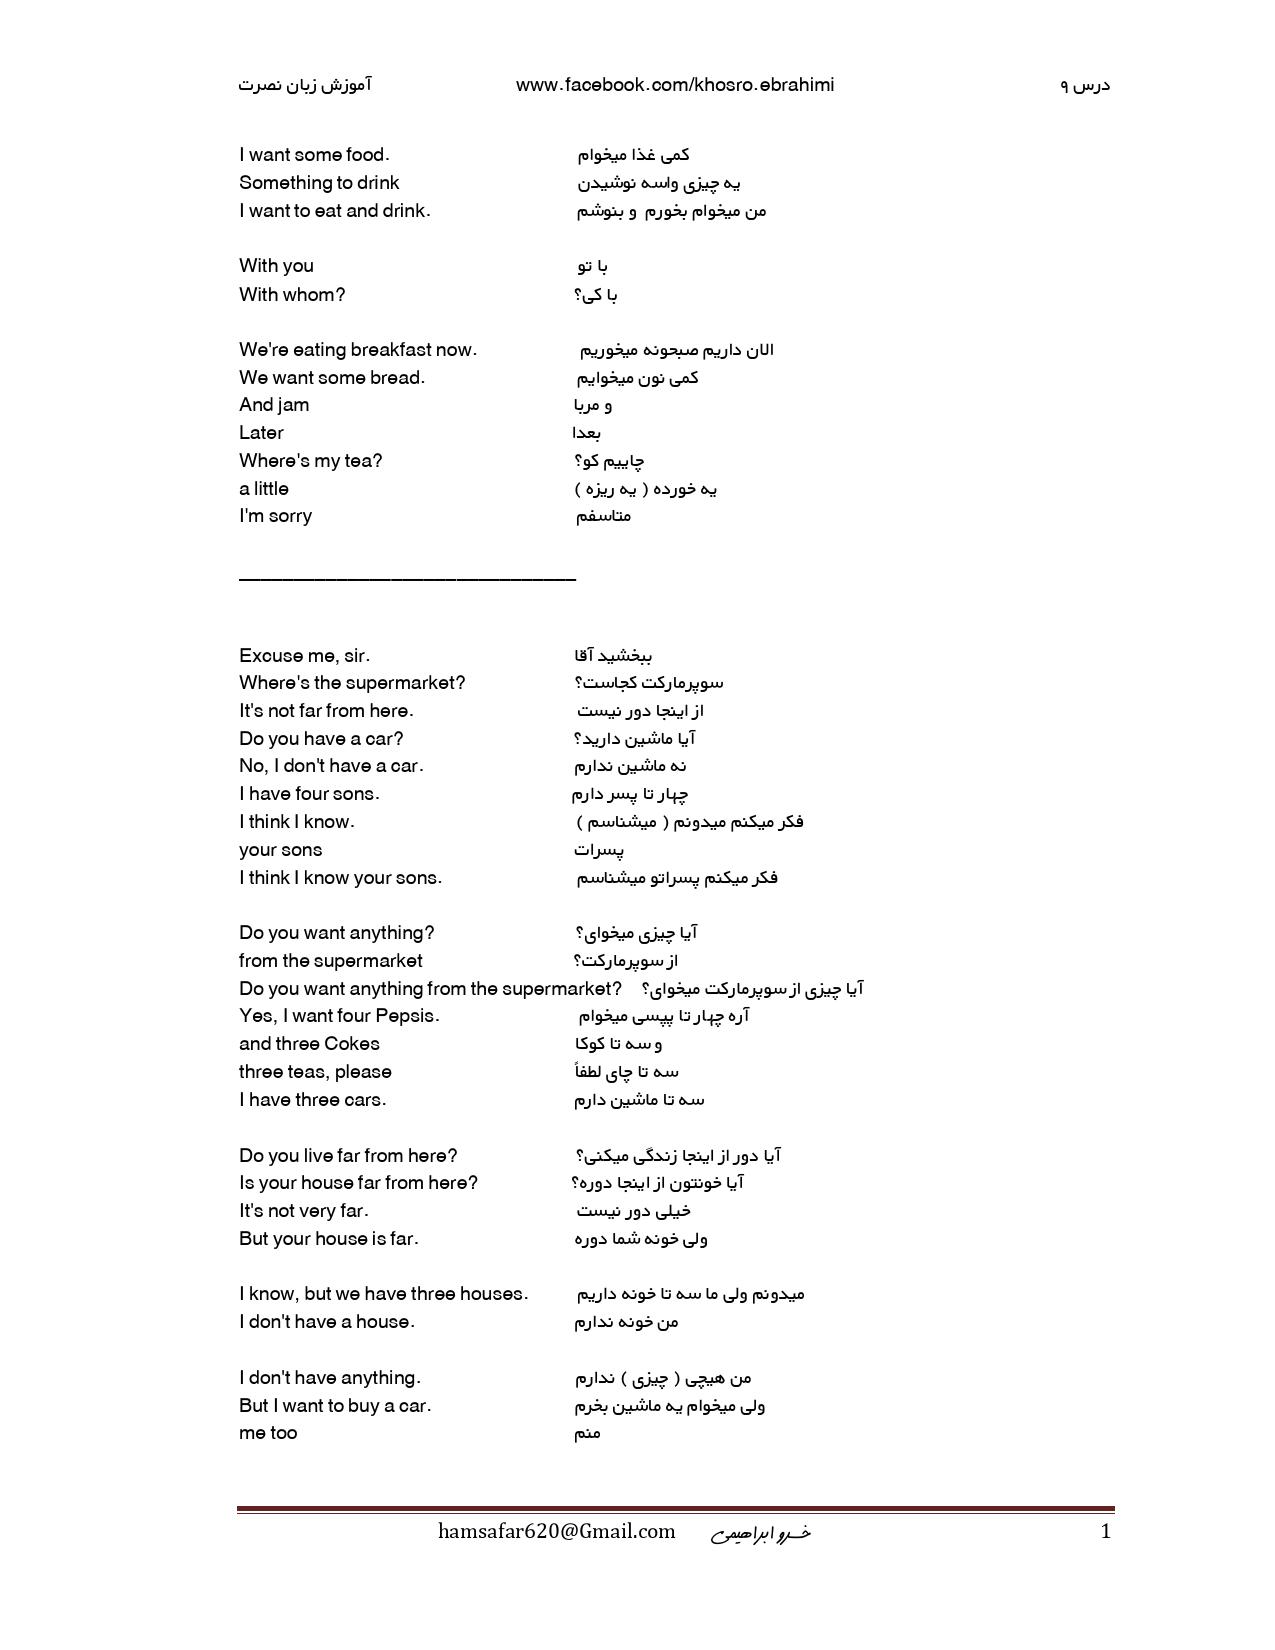 آموزش زبان نصرت www.facebook.com/khosro.ebrahimi درس ۹
I want some food. کمی غذا میخوام
Something to drink یه چیزی واسه نوشیدن
I want to eat and drink. من میخوام بخورم و بنوشم
With you با تو
With whom? با کی؟
We're eating breakfast now. الان داریم صبحونه میخوریم
We want some bread. کمی نون میخوایم
And jam و مربا
Later بعدا
Where's my tea? چاییم کو؟
a little یه خورده ( یه ریزه )
I'm sorry متاسفم
________________________________
Excuse me, sir. ببخشید آقا
Where's the supermarket? سوپرمارکت کجاست؟
It's not far from here. از اینجا دور نیست
Do you have a car? آیا ماشین دارید؟
No, I don't have a car. نه ماشین ندارم
I have four sons. چهار تا پسر دارم
I think I know. فکر میکنم میدونم ( میشناسم )
your sons پسرات
I think I know your sons. فکر میکنم پسراتو میشناسم
Do you want anything? آیا چیزی میخوای؟
from the supermarket از سوپرمارکت؟
Do you want anything from the supermarket? آیا چیزی از سوپرمارکت میخوای؟
Yes, I want four Pepsis. آره چهار تا پپسی میخوام
and three Cokes و سه تا کوکا
three teas, please سه تا چای لطفاً
I have three cars. سه تا ماشین دارم
Do you live far from here? آیا دور از اینجا زندگی میکنی؟
Is your house far from here? آیا خونتون از اینجا دوره؟
It's not very far. خیلی دور نیست
But your house is far. ولی خونه شما دوره
I know, but we have three houses. میدونم ولی ما سه تا خونه داریم
I don't have a house. من خونه ندارم
I don't have anything. من هیچی ( چیزی ) ندارم
But I want to buy a car. ولی میخوام یه ماشین بخرم
me too منم
hamsafar620@Gmail.com خسرو ابراهیمی 1